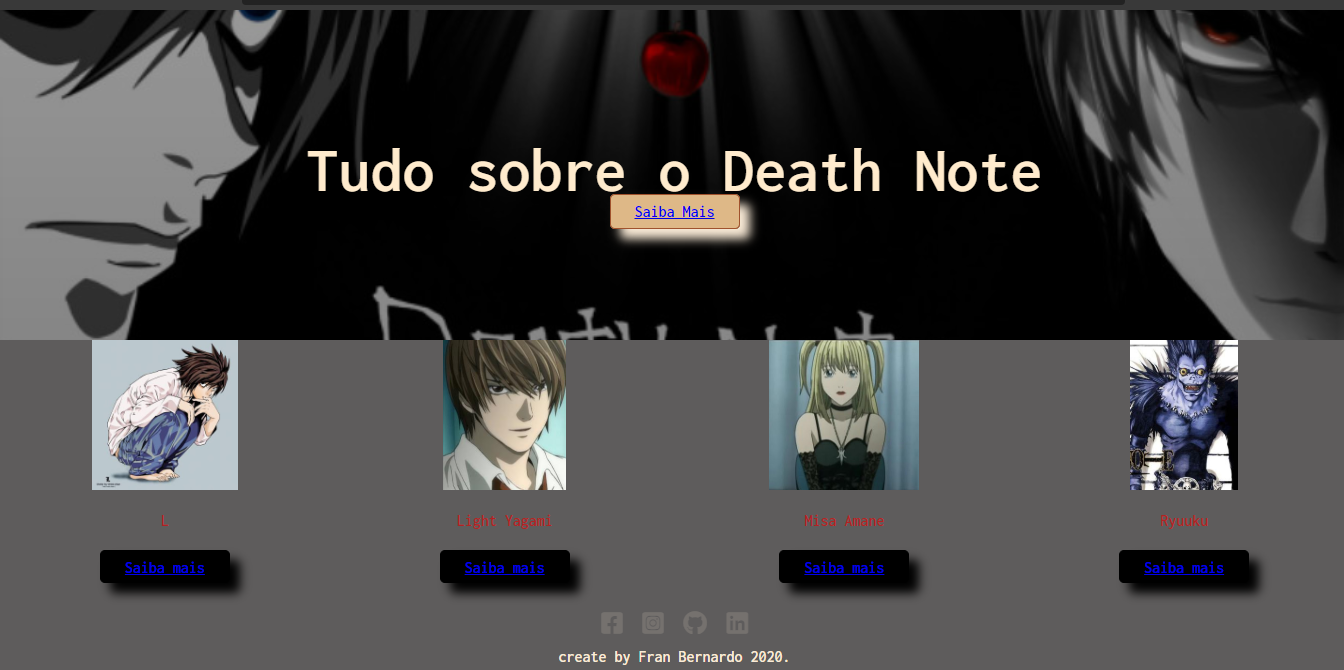 Tudo sobre o Death Note
Saiba Mais
L
Light Yagami
Misa Amane
Ryuuku
Saiba mais
Saiba mais
Saiba mais
Saiba mais
create by Fran Bernardo 2020.